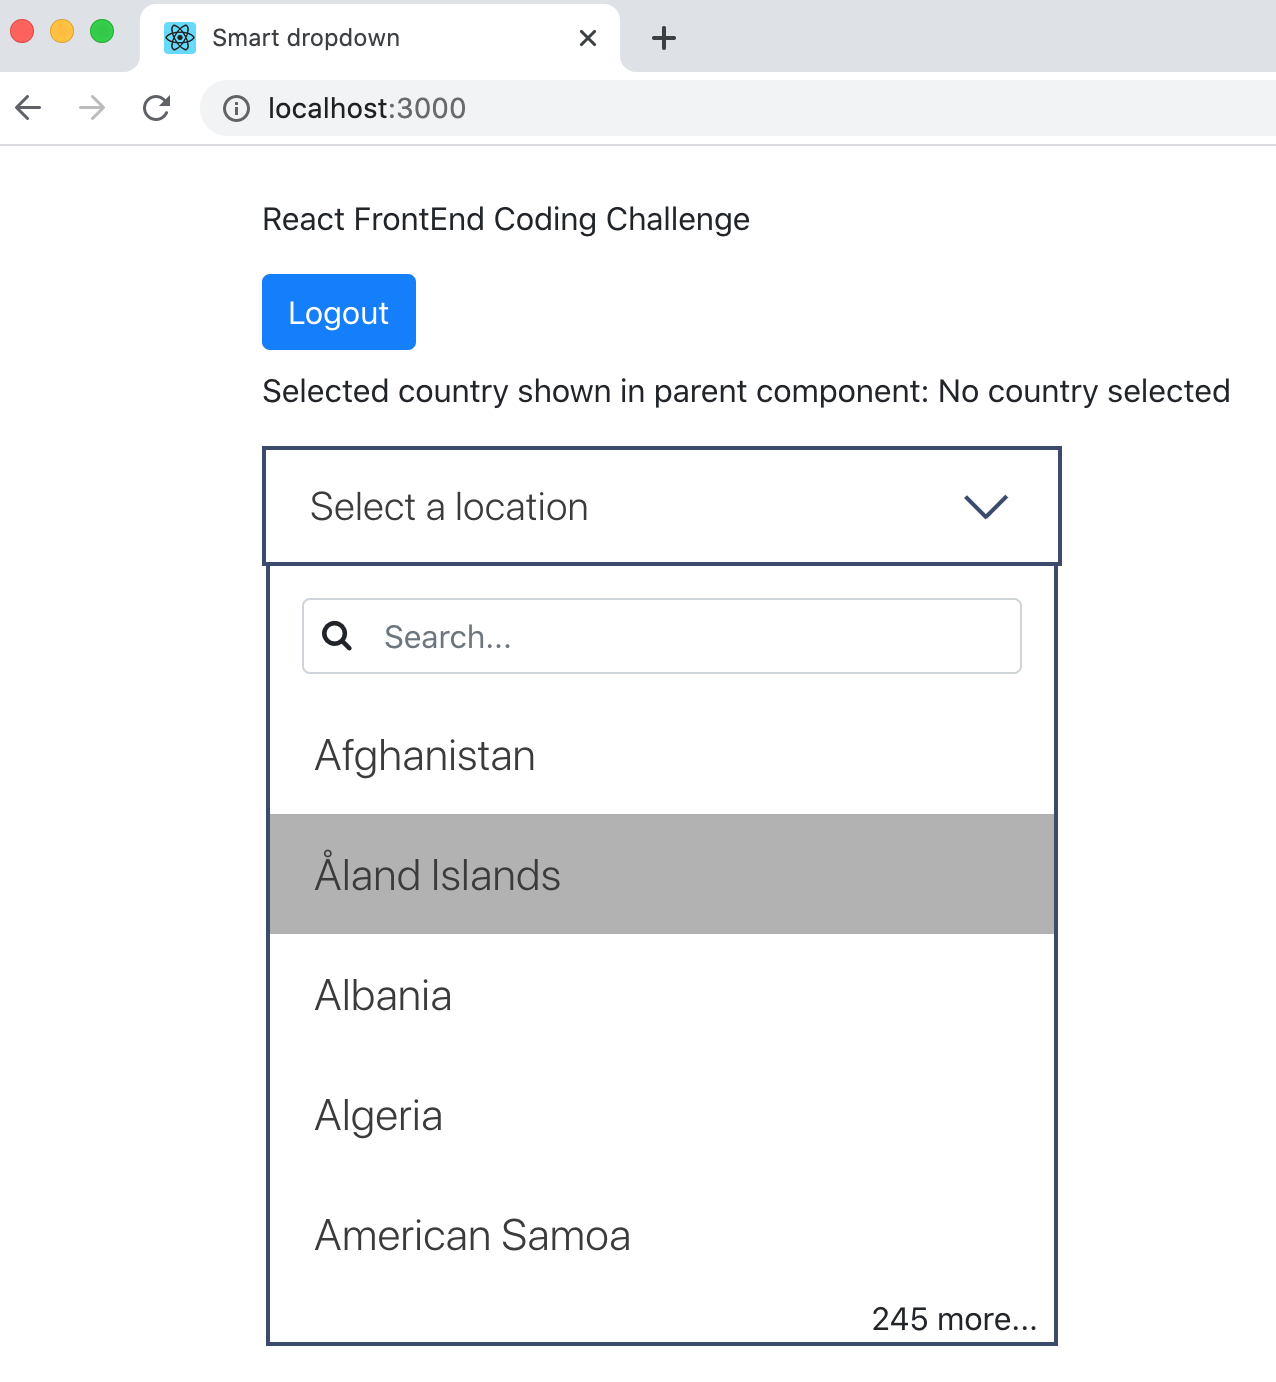 Smart dropdown
localhost:3000
React FrontEnd Coding Challenge
Logout
Selected country shown in parent component: No country selected
Select a location
Search...
Afghanistan
Åland Islands
Albania
Algeria
American Samoa
245 more...